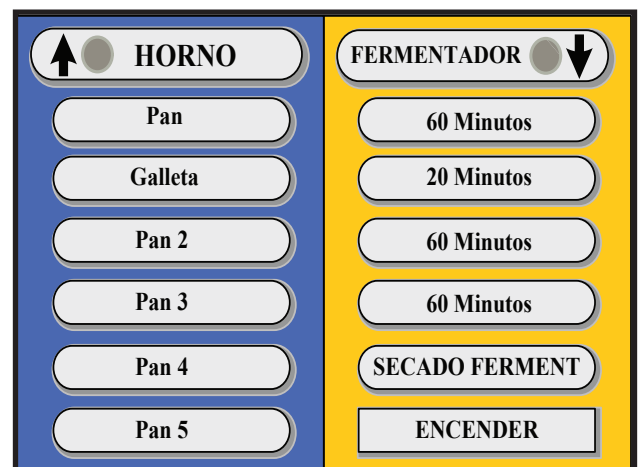 HORNO
Pan
Galleta
Pan 2
Pan 3
Pan 4
Pan 5
FERMENTADOR
60 Minutos
20 Minutos
60 Minutos
60 Minutos
SECADO FERMENT
ENCENDER